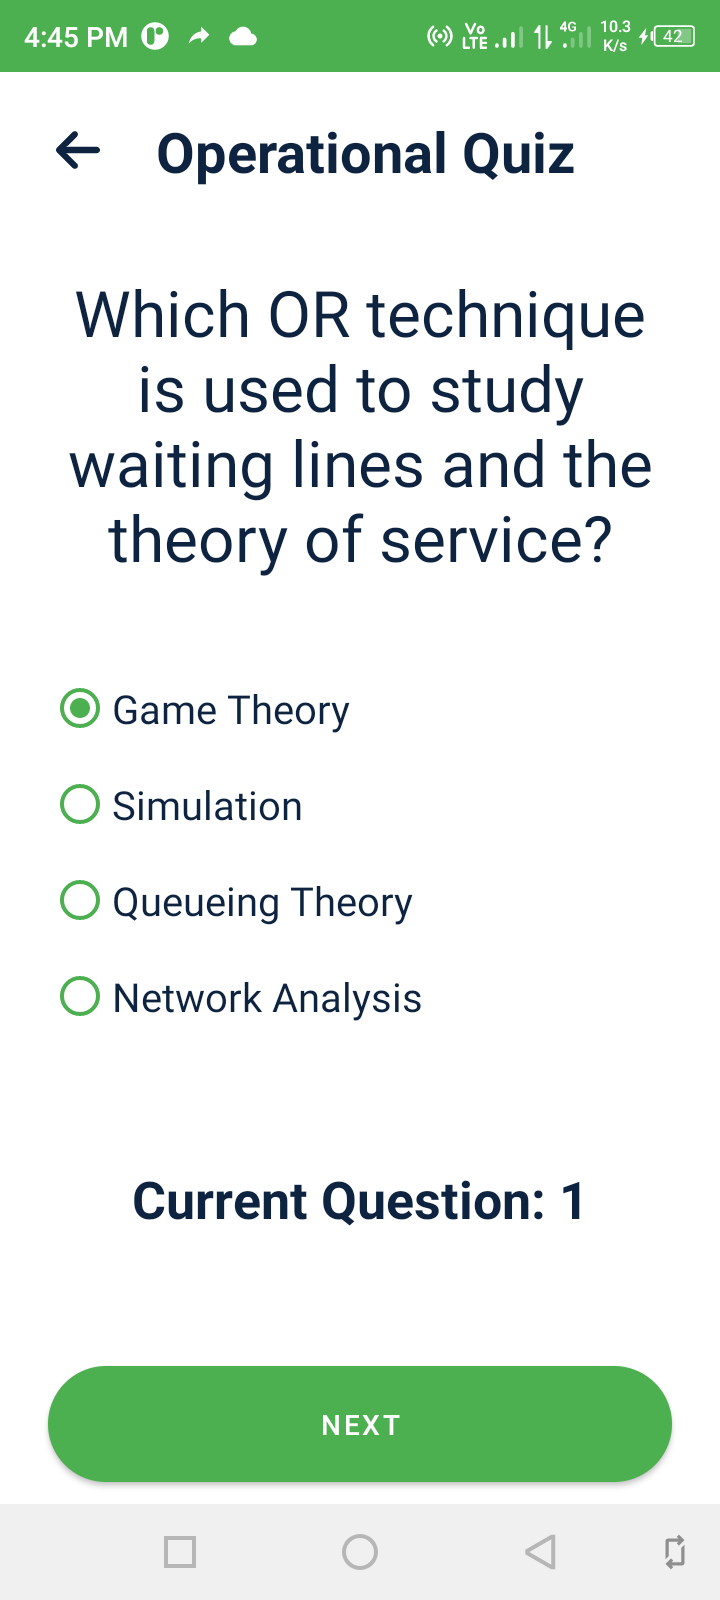 4:45 PM Vo LTE 4G 10.3 K/s 42
Operational Quiz
Which OR technique
is used to study
waiting lines and the
theory of service?
Game Theory
Simulation
Queueing Theory
Network Analysis
Current Question: 1
NEXT